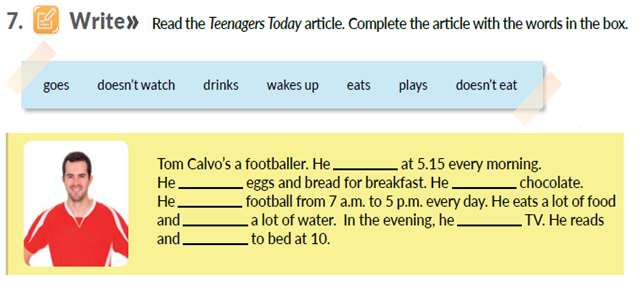 7. Write» Read the Teenagers Today article. Complete the article with the words in the box.
goes doesn't watch drinks wakes up eats plays doesn't eat
Tom Calvo's a footballer. He ________ at 5.15 every morning.
He ________ eggs and bread for breakfast. He ________ chocolate.
He ________ football from 7 a.m. to 5 p.m. every day. He eats a lot of food
and ________ a lot of water. In the evening, he ________ TV. He reads
and ________ to bed at 10.